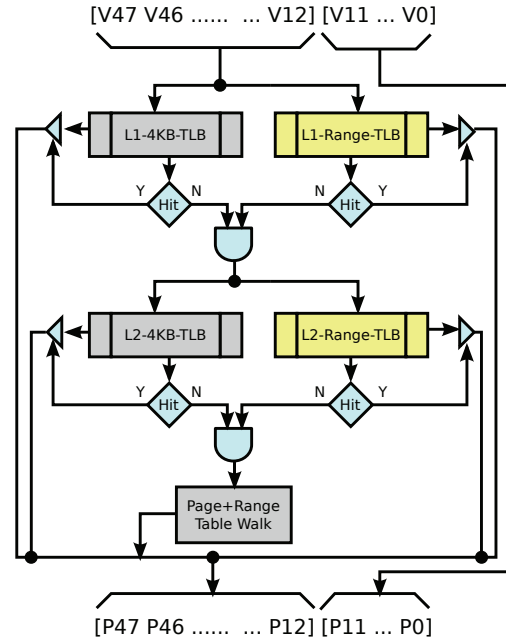 [V47 V46 ...... ... V12] [V11 ... V0]
L1-4KB-TLB L1-Range-TLB
Y Hit N N Hit Y
L2-4KB-TLB L2-Range-TLB
Y Hit N N Hit Y
Page+Range
Table Walk
[P47 P46 ...... ... P12] [P11 ... P0]